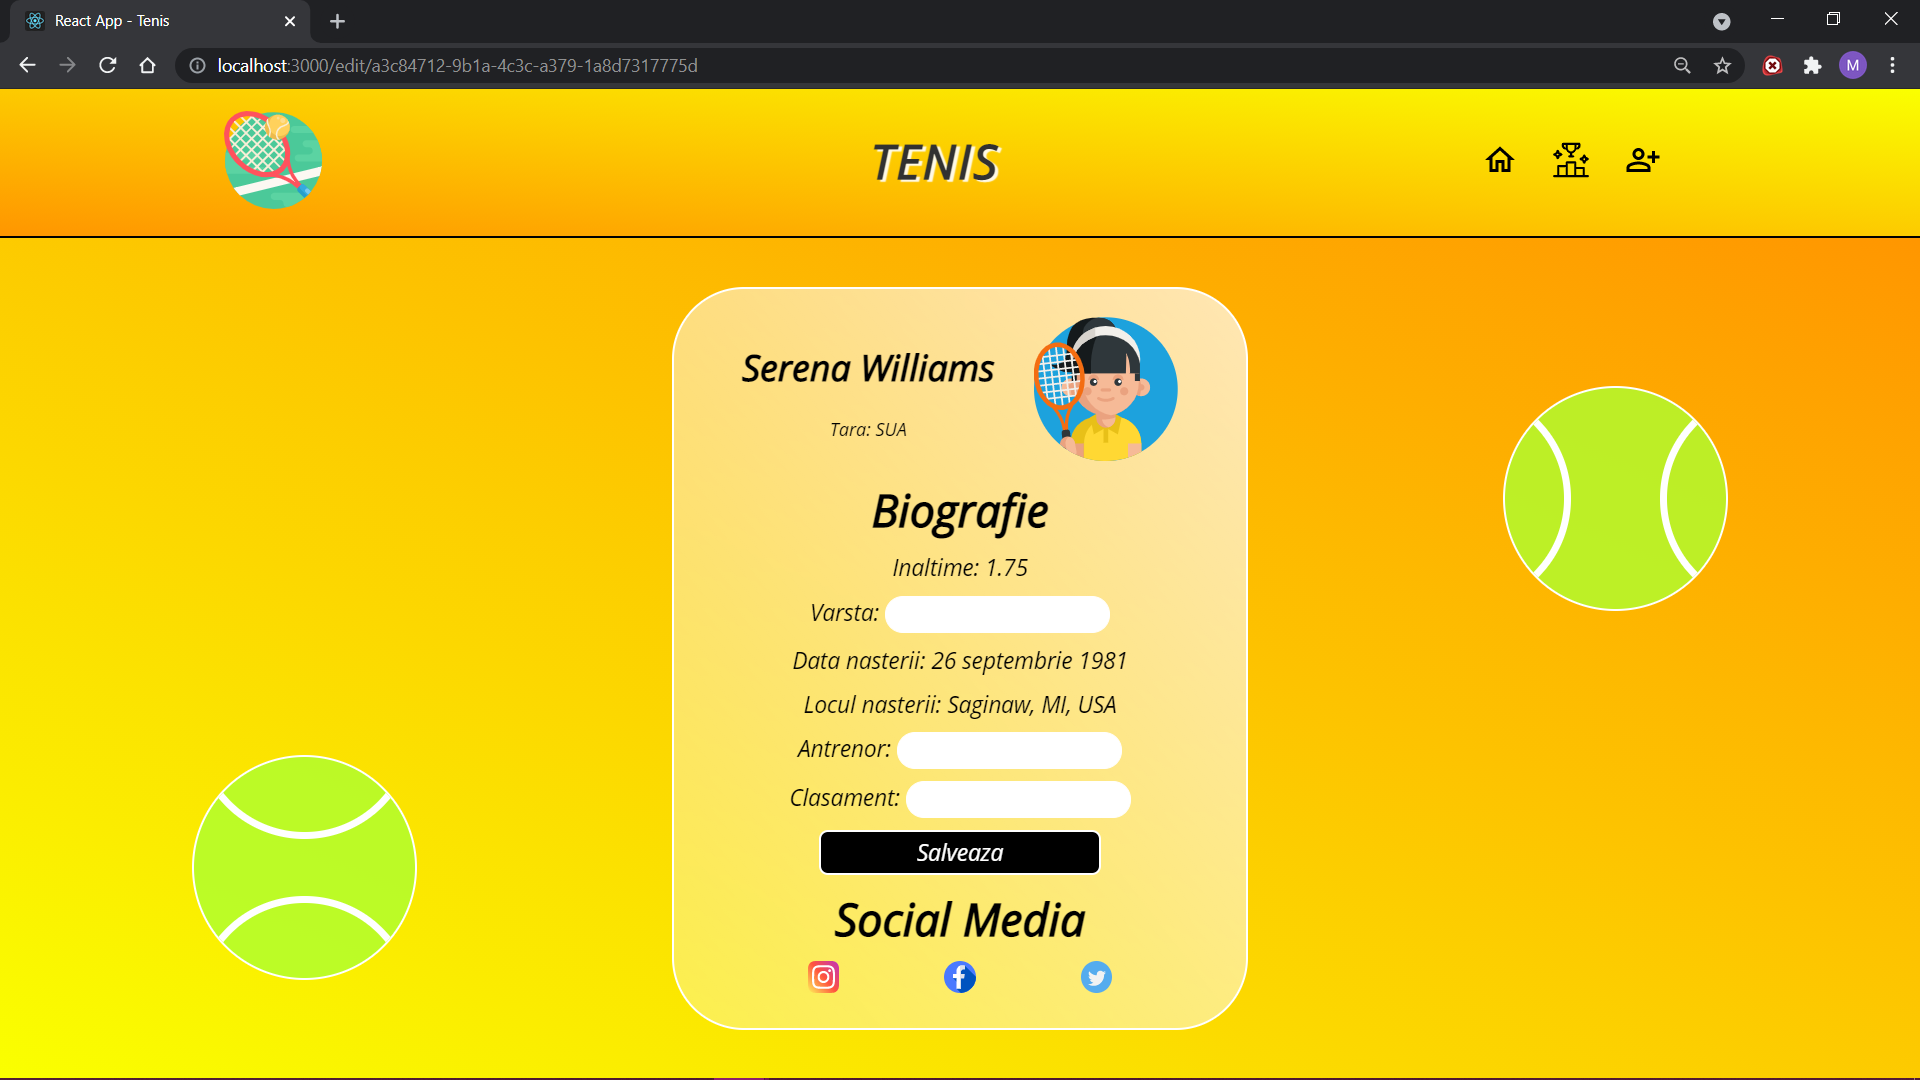 React App - Tenis
localhost:3000/edit/a3c84712-9b1a-4c3c-a379-1a8d7317775d
M
TENIS
Serena Williams
Tara: SUA
Biografie
Inaltime: 1.75
Varsta:
Data nasterii: 26 septembrie 1981
Locul nasterii: Saginaw, MI, USA
Antrenor:
Clasament:
Salveaza
Social Media